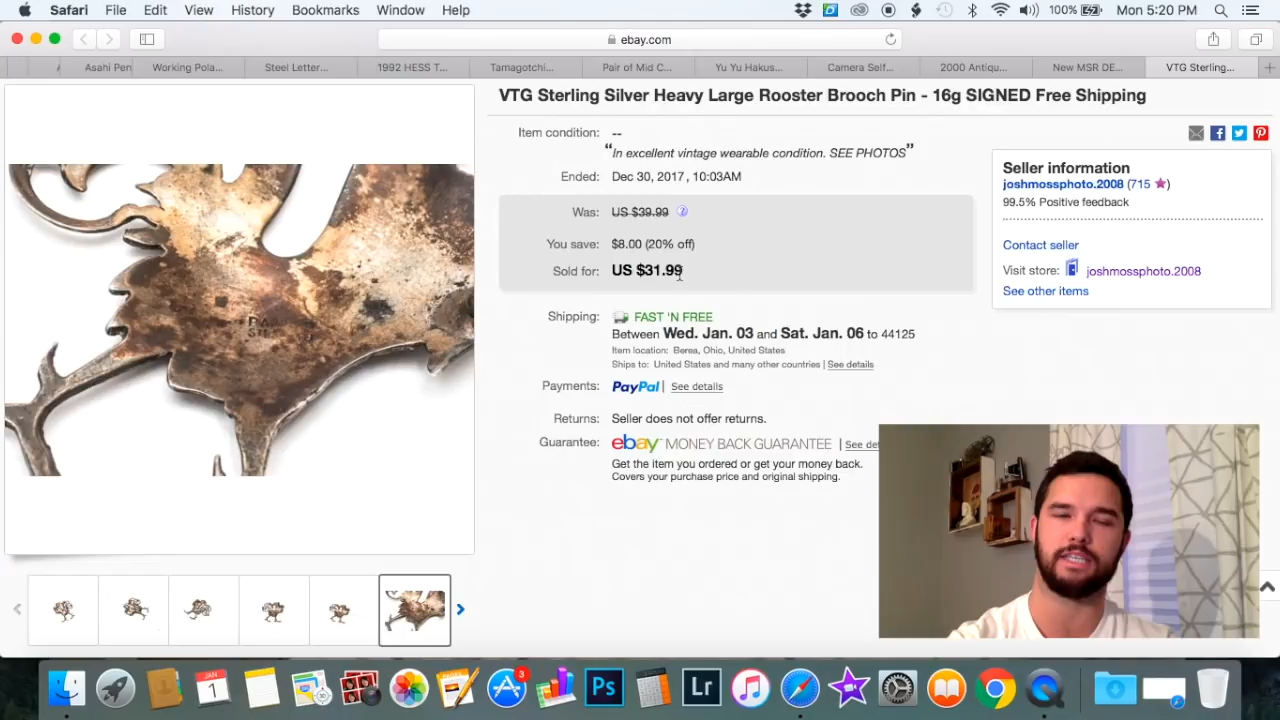 Safari File Edit View History Bookmarks Window Help 100% Mon 5:20 PM
ebay.com
Asahi Pen Working Pola... Steel Letter... 1992 HESS T... Tamagotchi... Pair of Mid C... Yu Yu Hakus... Camera Self... 2000 Antiqu... New MSR DE... VTG Sterling...
VTG Sterling Silver Heavy Large Rooster Brooch Pin - 16g SIGNED Free Shipping
Item condition: --
"In excellent vintage wearable condition. SEE PHOTOS"
Ended: Dec 30, 2017 , 10:03AM
Was: US $39.99 ?
You save: $8.00 (20% off)
Sold for: US $31.99
Shipping: FAST 'N FREE
Between Wed. Jan. 03 and Sat. Jan. 06 to 44125
Item location: Berea, Ohio, United States
Ships to: United States and many other countries | See details
Payments: PayPal | See details
Returns: Seller does not offer returns.
Guarantee: ebay MONEY BACK GUARANTEE | See det
Get the item you ordered or get your money back.
Covers your purchase price and original shipping.
Seller information
joshmossphoto.2008 (715 ★)
99.5% Positive feedback
Contact seller
Visit store: joshmossphoto.2008
See other items
JAN
1
3
Ps
Lr